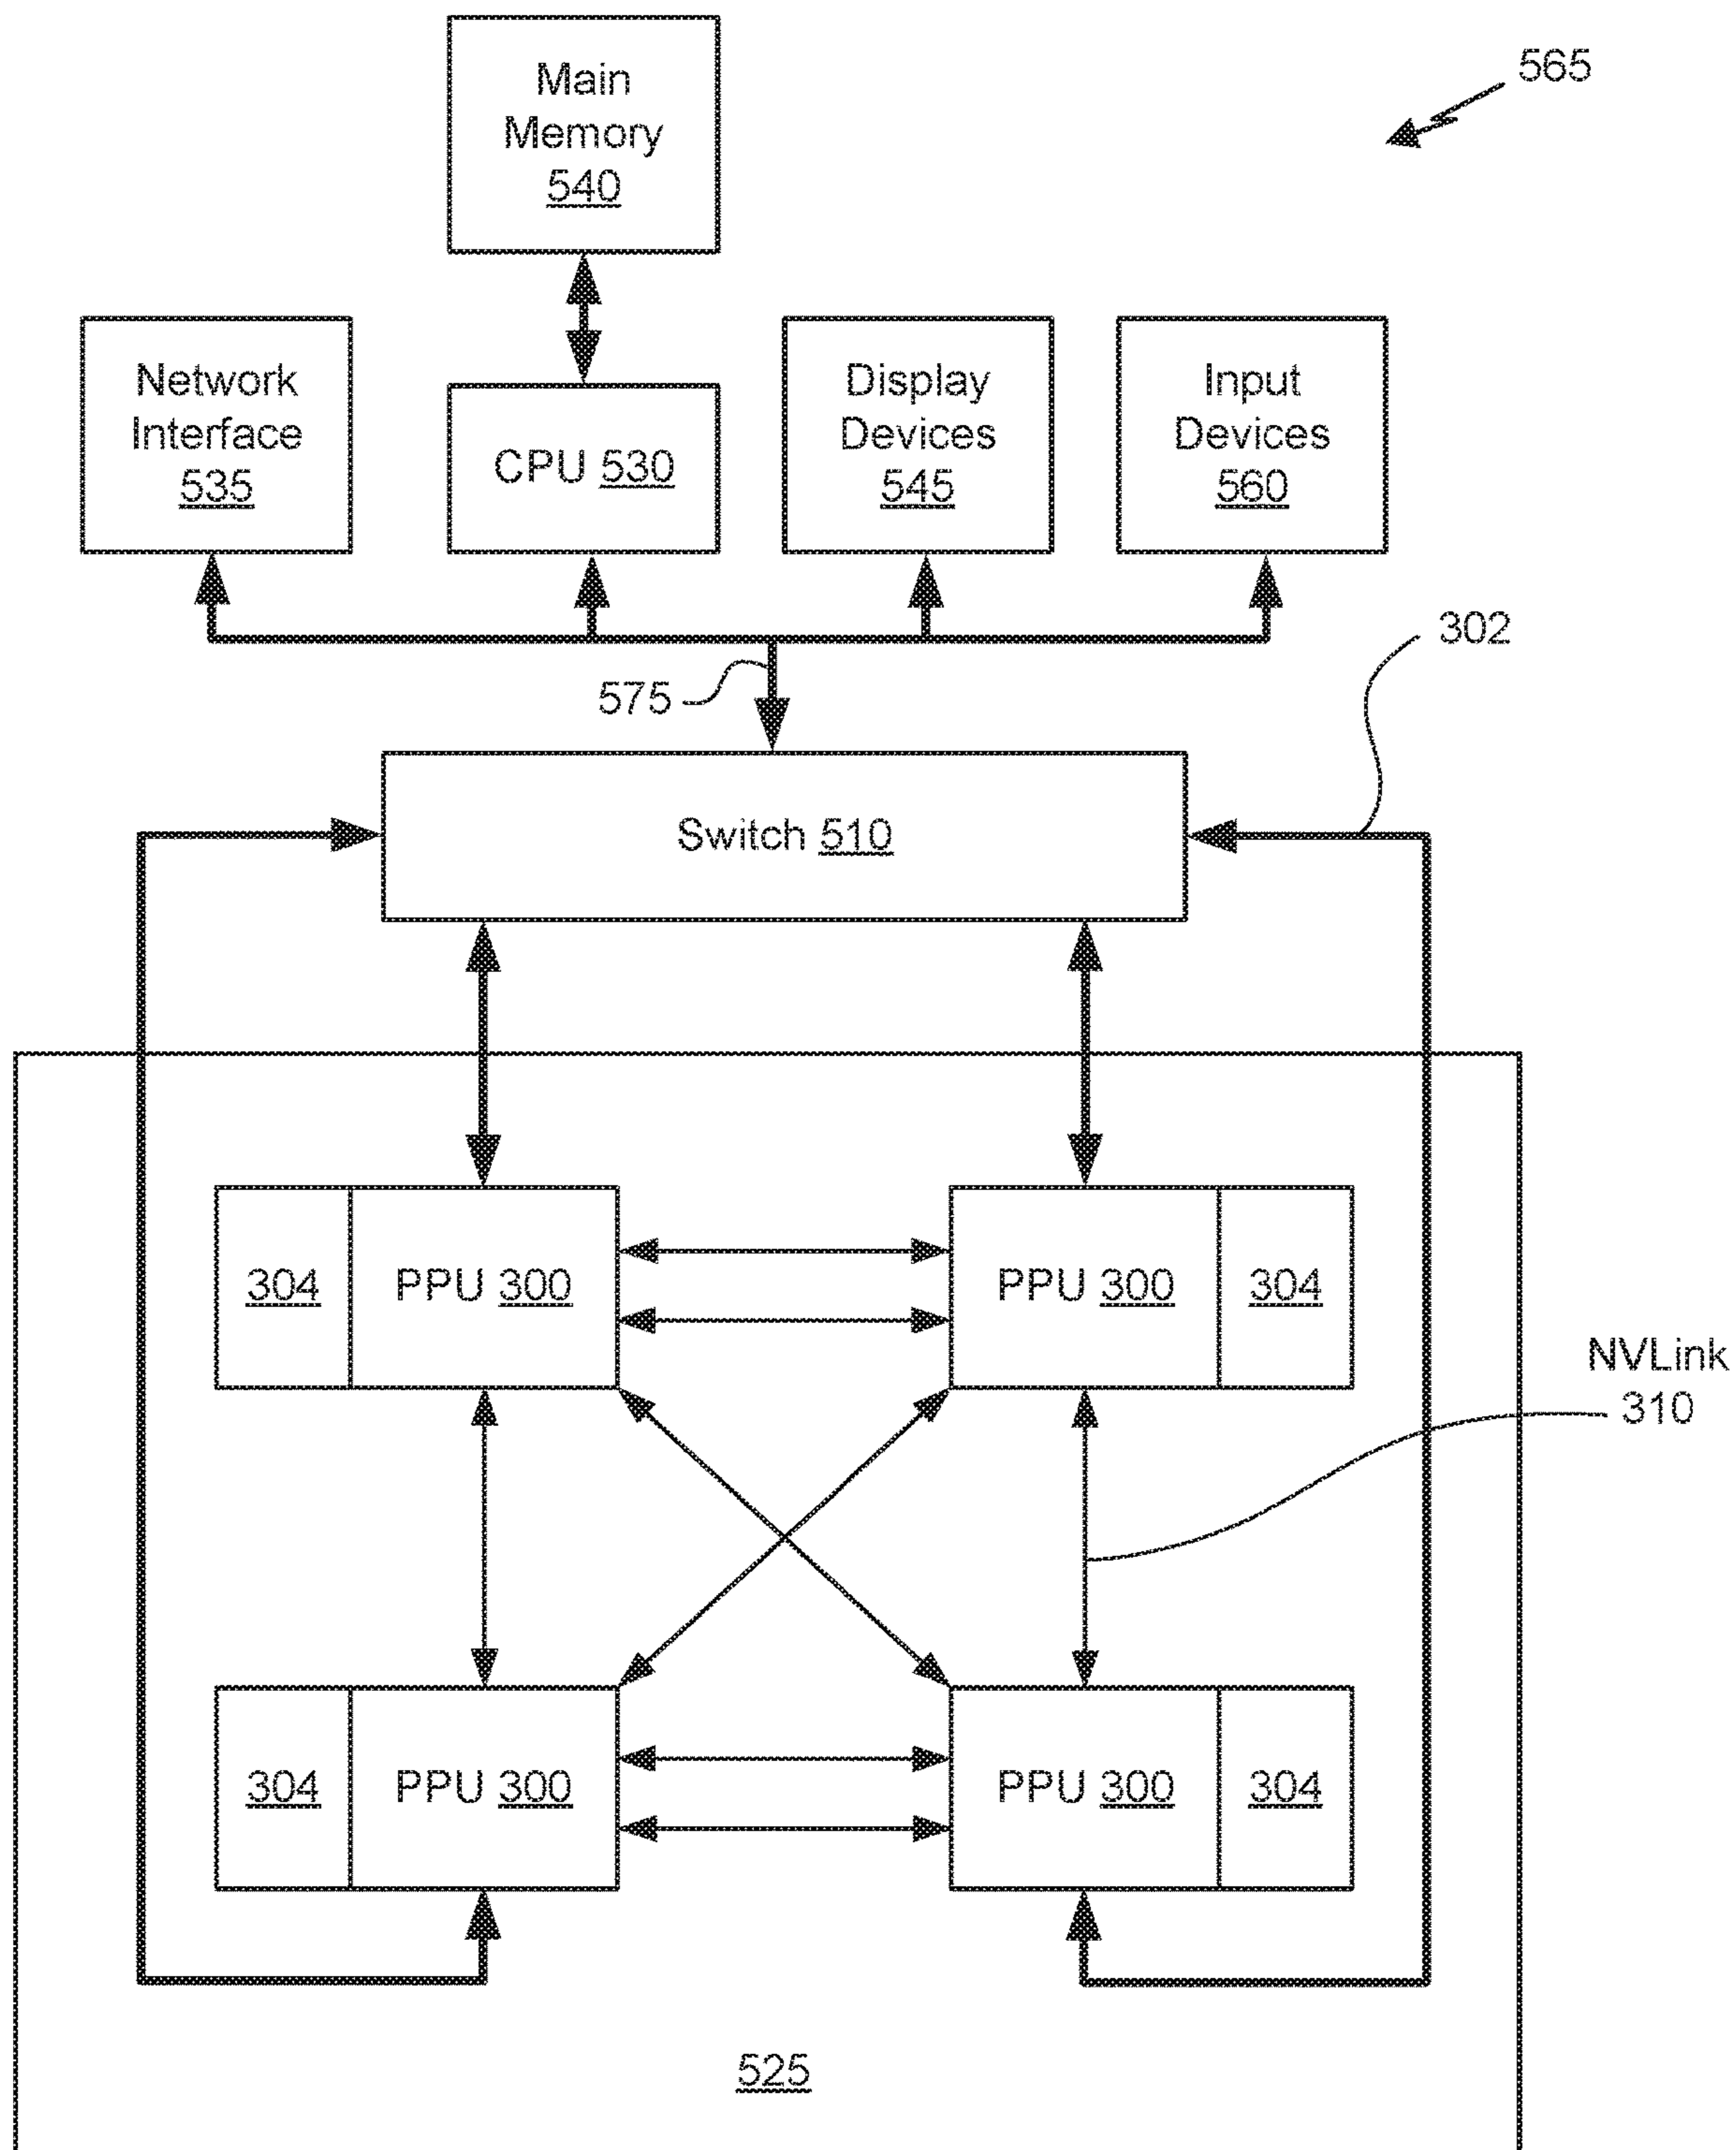 Main
Memory
540
565
Network
Interface
535
CPU 530
Display
Devices
545
Input
Devices
560
302
575
Switch 510
304
PPU 300
PPU 300
304
NVLink
310
304
PPU 300
PPU 300
304
525